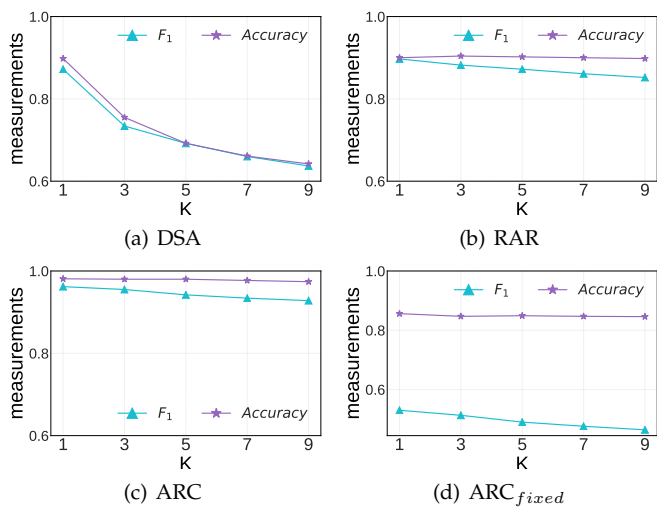 measurements
1.0
0.8
0.6
F₁ Accuracy
1 3 5 7 9
K
(a) DSA
measurements
1.0
0.8
0.6
F₁ Accuracy
1 3 5 7 9
K
(b) RAR
measurements
1.0
0.8
0.6
F₁ Accuracy
1 3 5 7 9
K
(c) ARC
measurements
1.0
0.8
0.6
F₁ Accuracy
1 3 5 7 9
K
(d) ARC_fixed